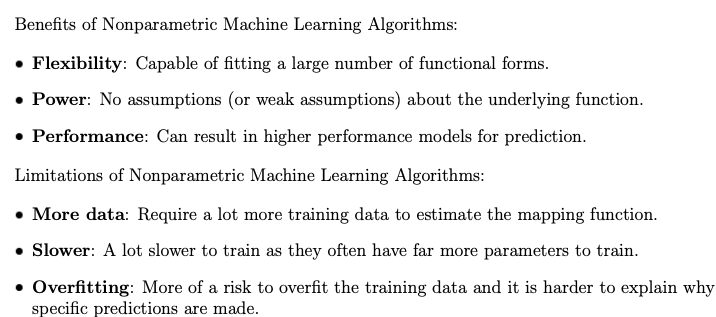 Benefits of Nonparametric Machine Learning Algorithms:
• Flexibility: Capable of fitting a large number of functional forms.
• Power: No assumptions (or weak assumptions) about the underlying function.
• Performance: Can result in higher performance models for prediction.
Limitations of Nonparametric Machine Learning Algorithms:
• More data: Require a lot more training data to estimate the mapping function.
• Slower: A lot slower to train as they often have far more parameters to train.
• Overfitting: More of a risk to overfit the training data and it is harder to explain why
specific predictions are made.